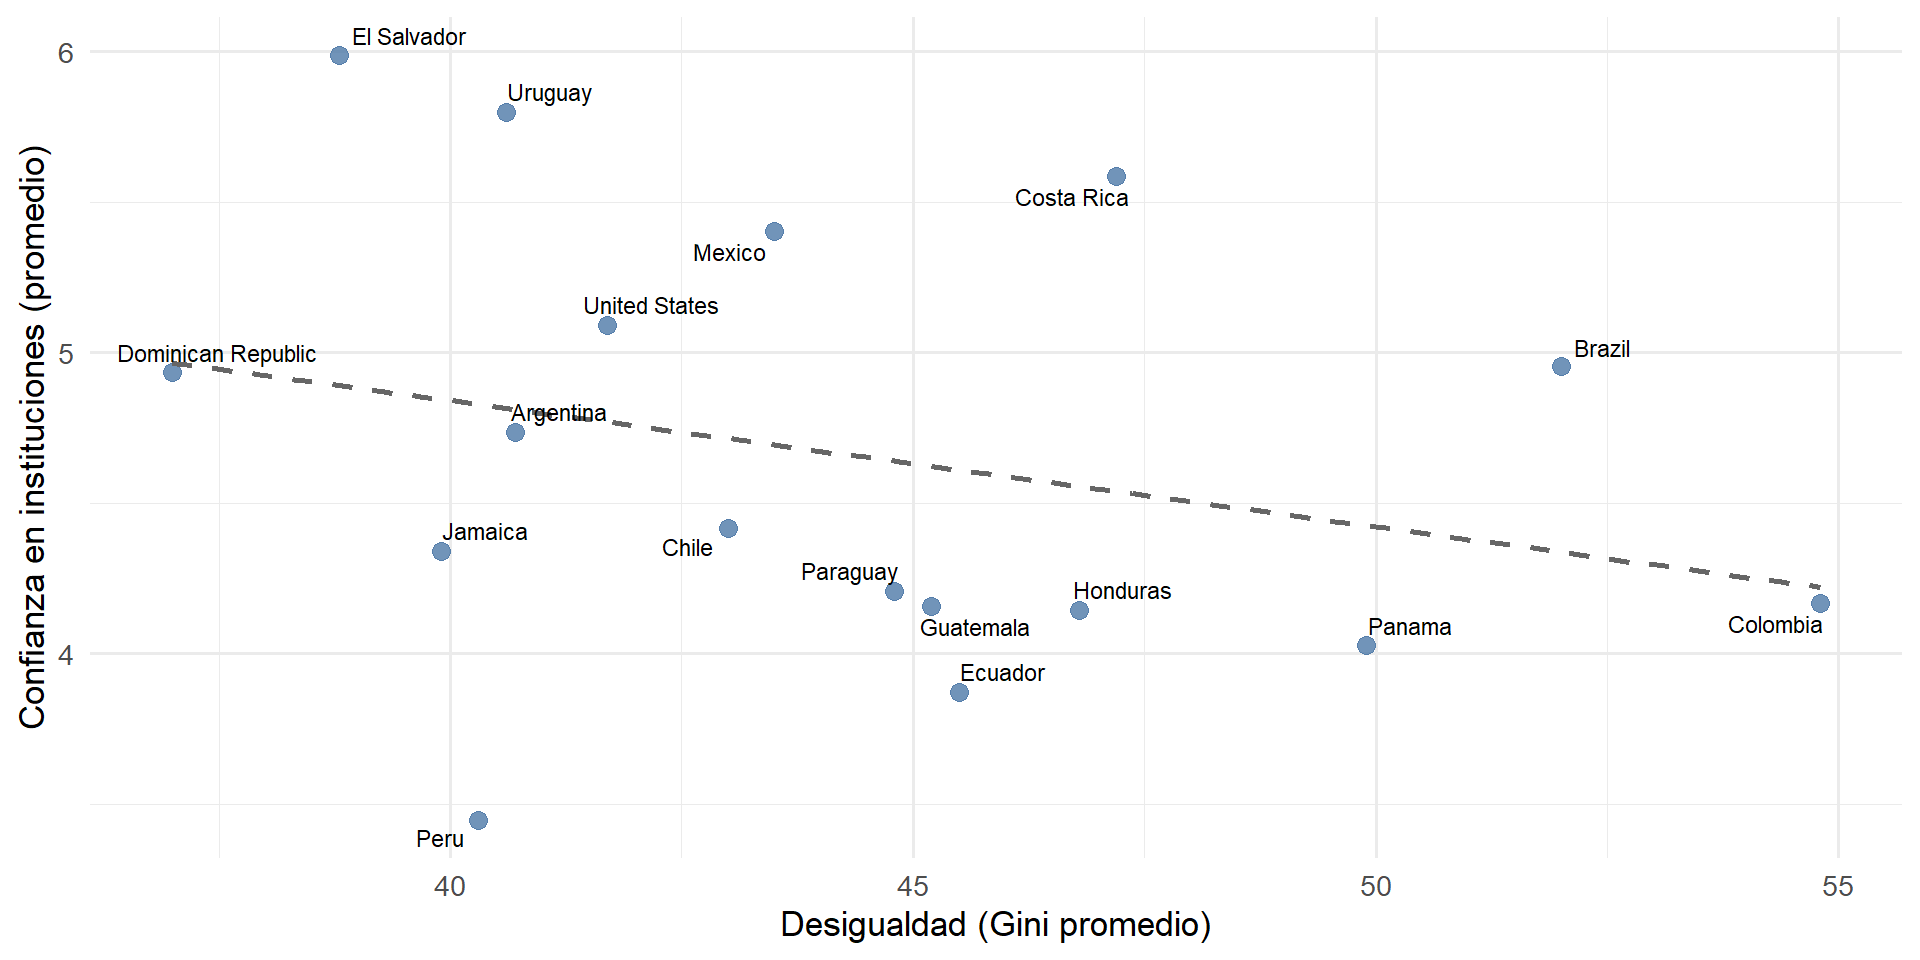 El Salvador
6
Uruguay
Costa Rica
Mexico
United States
Brazil
Dominican Republic
5
Argentina
Jamaica
Chile
Paraguay
Honduras
Guatemala
Colombia
Panama
4
Ecuador
Peru
40
45
50
55
Desigualdad (Gini promedio)
Confianza en instituciones (promedio)